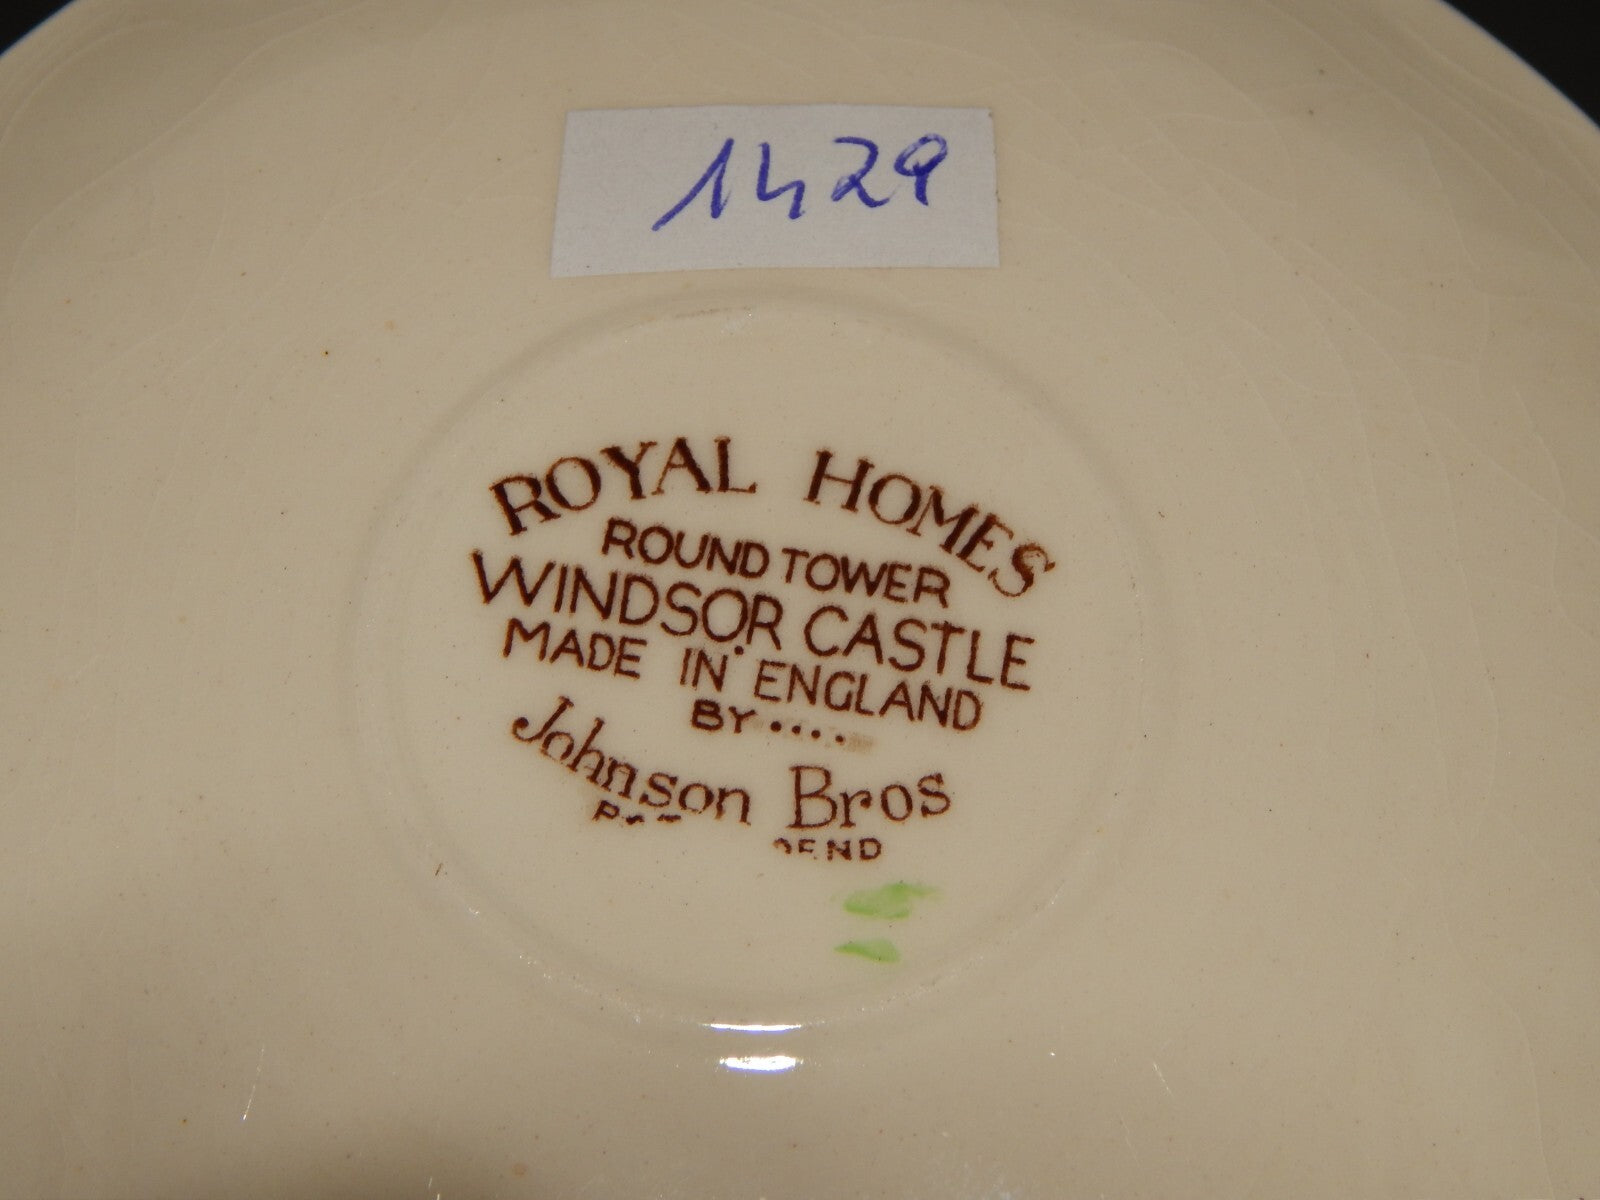 1429
ROYAL HOMES
ROUND TOWER
WINDSOR CASTLE
MADE IN ENGLAND
BY ....
Johnson Bros